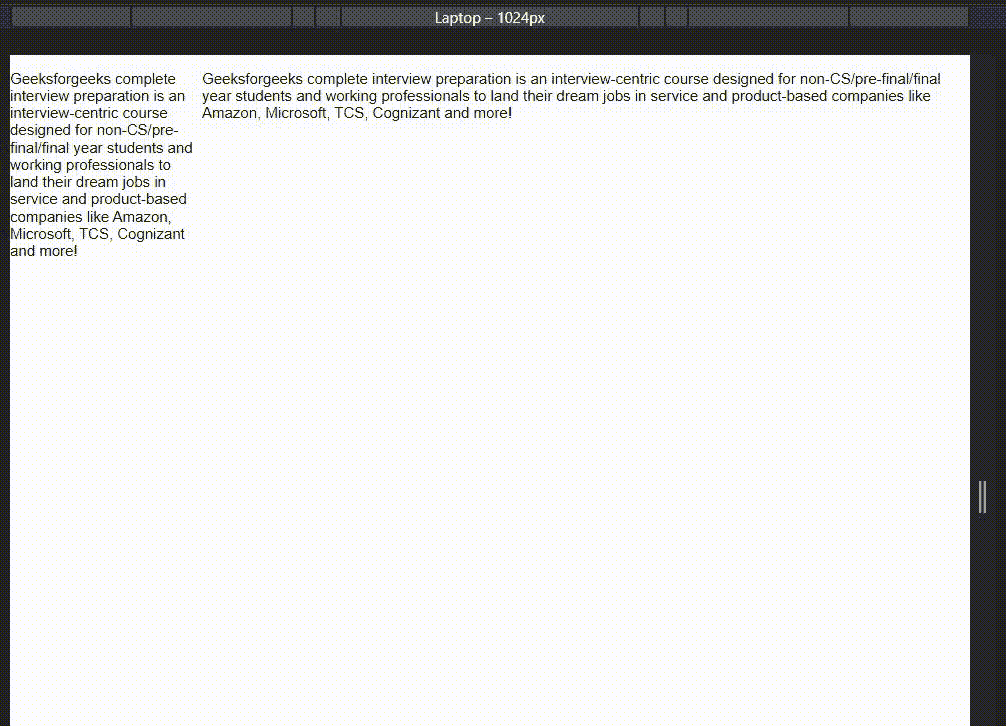 Laptop – 1024px
Geeksforgeeks complete
interview preparation is an
interview-centric course
designed for non-CS/pre-
final/final year students and
working professionals to
land their dream jobs in
service and product-based
companies like Amazon,
Microsoft, TCS, Cognizant
and more!
Geeksforgeeks complete interview preparation is an interview-centric course designed for non-CS/pre-final/final
year students and working professionals to land their dream jobs in service and product-based companies like
Amazon, Microsoft, TCS, Cognizant and more!